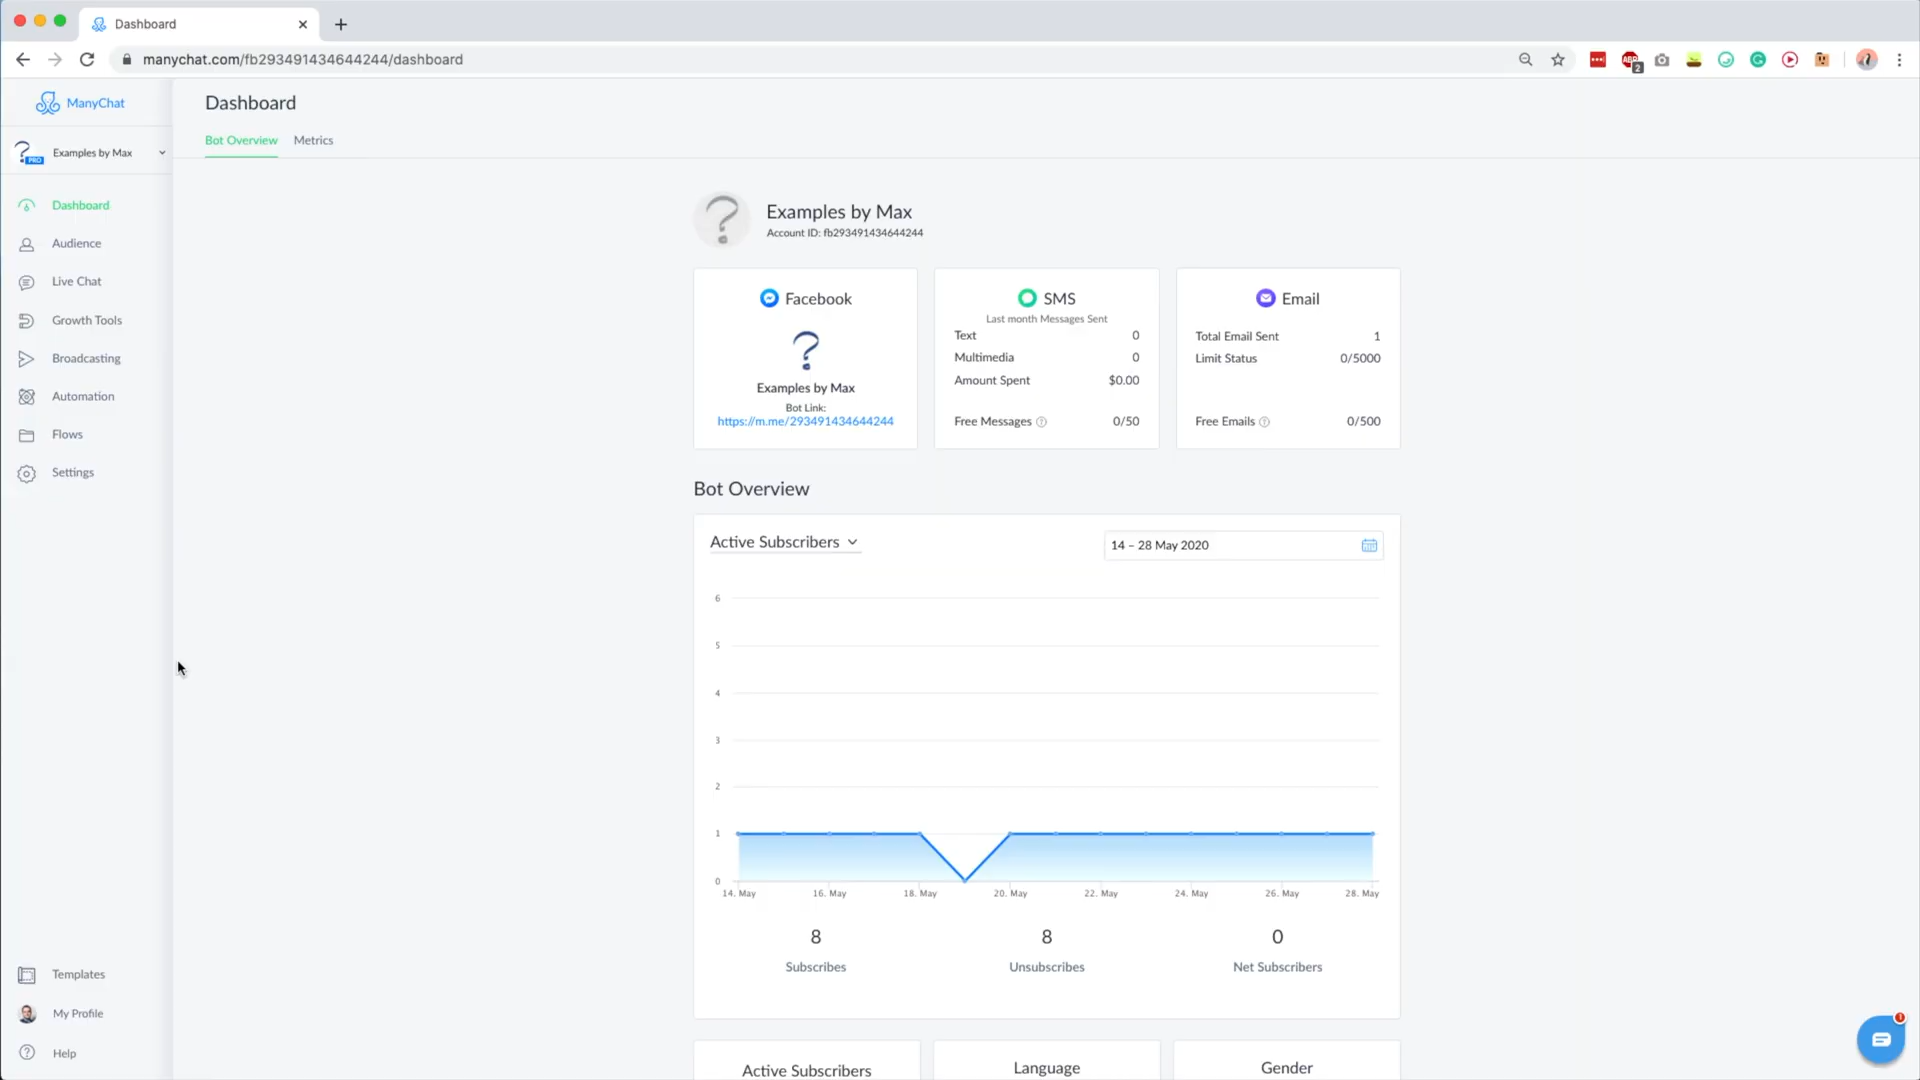 Dashboard
manychat.com/fb293491434644244/dashboard
ABP
2
ManyChat
Dashboard
PRO
Examples by Max
Bot Overview
Metrics
Dashboard
Audience
Live Chat
Growth Tools
Broadcasting
Automation
Flows
Settings
Templates
My Profile
Help
Examples by Max
Account ID: fb293491434644244
Facebook
Examples by Max
Bot Link:
https://m.me/293491434644244
SMS
Last month Messages Sent
Text 0
Multimedia 0
Amount Spent $0.00
Free Messages ? 0/50
Email
Total Email Sent 1
Limit Status 0/5000
Free Emails ? 0/500
Bot Overview
Active Subscribers
14 – 28 May 2020
6
5
4
3
2
1
0
14. May 16. May 18. May 20. May 22. May 24. May 26. May 28. May
8 8 0
Subscribes Unsubscribes Net Subscribers
Active Subscribers Language Gender
1